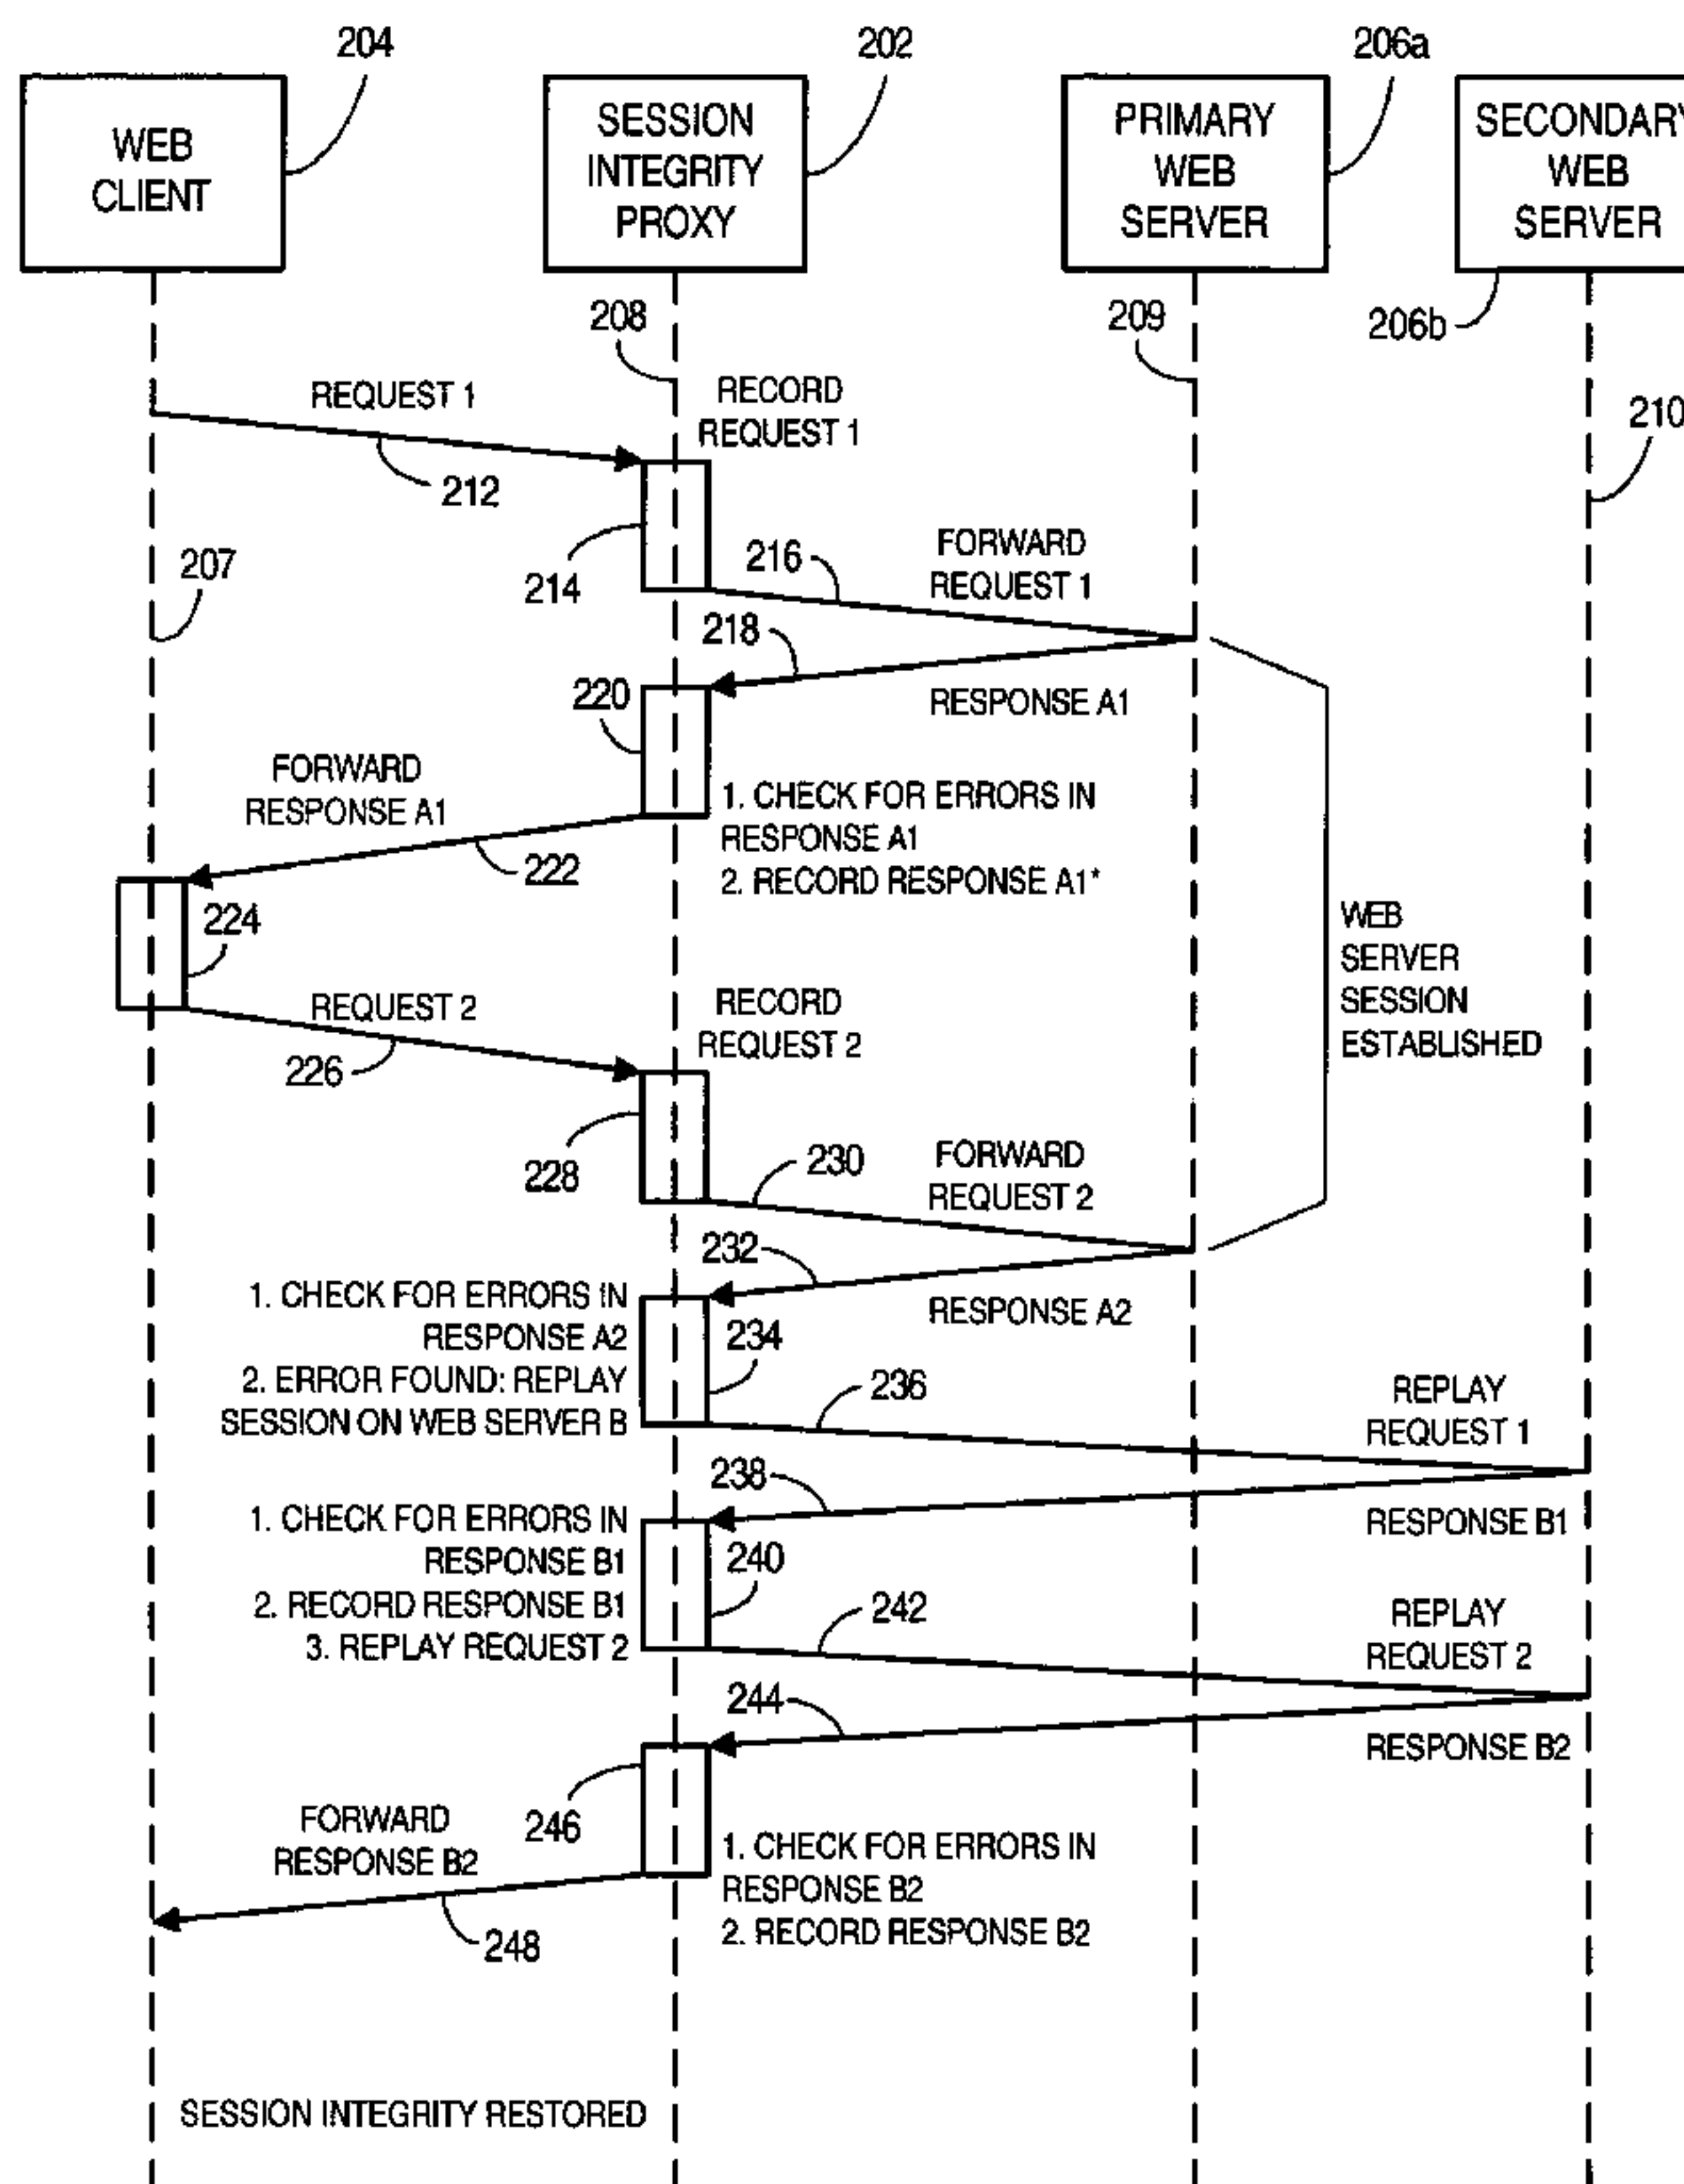 204
202
206a
WEB
CLIENT
SESSION
INTEGRITY
PROXY
PRIMARY
WEB
SERVER
SECONDARY
WEB
SERVER
208
209
206b
REQUEST 1
RECORD
REQUEST 1
210
212
207
214
216
FORWARD
REQUEST 1
218
220
RESPONSE A1
FORWARD
RESPONSE A1
1. CHECK FOR ERRORS IN
RESPONSE A1
2. RECORD RESPONSE A1*
222
224
WEB
SERVER
SESSION
ESTABLISHED
REQUEST 2
RECORD
REQUEST 2
226
228
230
FORWARD
REQUEST 2
232
1. CHECK FOR ERRORS IN
RESPONSE A2
2. ERROR FOUND: REPLAY
SESSION ON WEB SERVER B
RESPONSE A2
234
236
REPLAY
REQUEST 1
238
1. CHECK FOR ERRORS IN
RESPONSE B1
2. RECORD RESPONSE B1
3. REPLAY REQUEST 2
RESPONSE B1
240
242
REPLAY
REQUEST 2
244
RESPONSE B2
246
FORWARD
RESPONSE B2
1. CHECK FOR ERRORS IN
RESPONSE B2
2. RECORD RESPONSE B2
248
SESSION INTEGRITY RESTORED